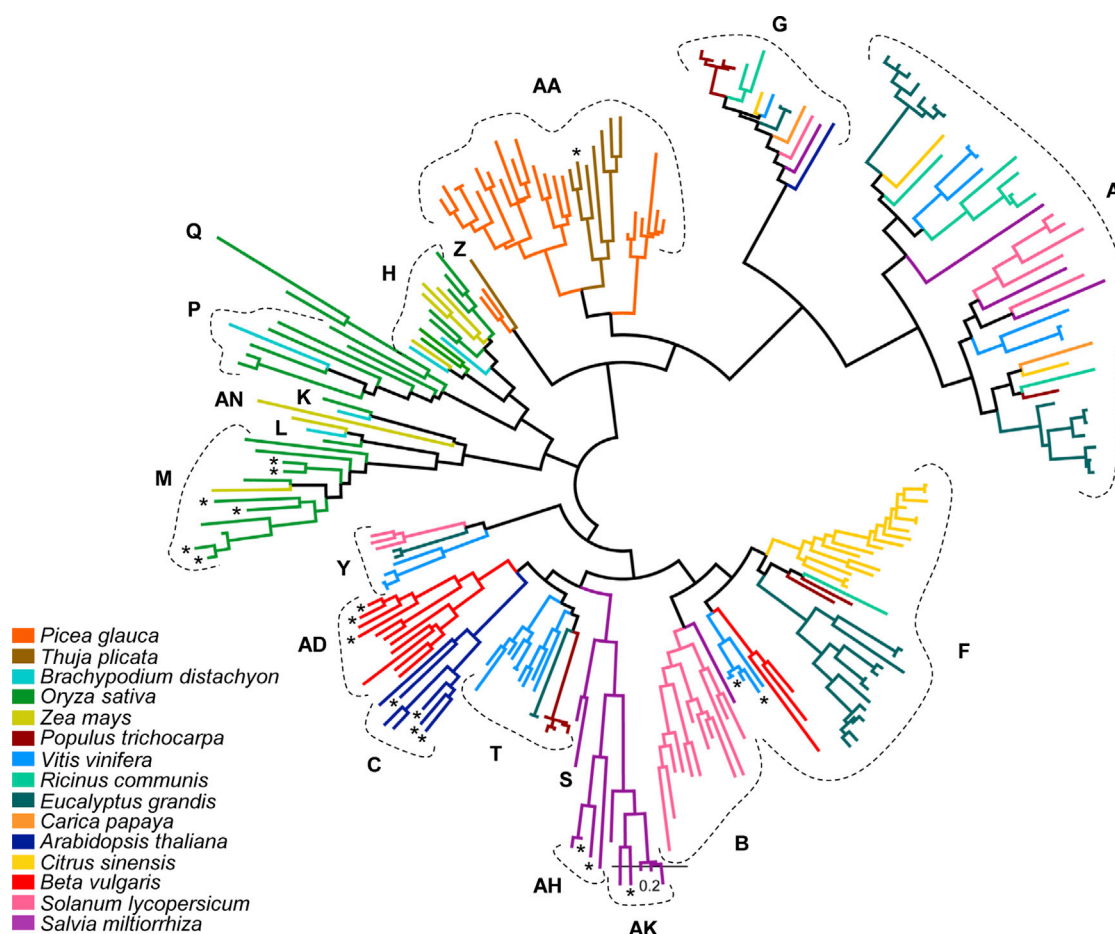 G
AA
A
Q
Z
H
P
K
AN
L
M
*
*
*
*
*
*
*
Y
*
*
*
AD
F
*
*
*
*
*
C
T
S
B
*
*
AH
0.2
*
AK
Picea glauca
Thuja plicata
Brachypodium distachyon
Oryza sativa
Zea mays
Populus trichocarpa
Vitis vinifera
Ricinus communis
Eucalyptus grandis
Carica papaya
Arabidopsis thaliana
Citrus sinensis
Beta vulgaris
Solanum lycopersicum
Salvia miltiorrhiza